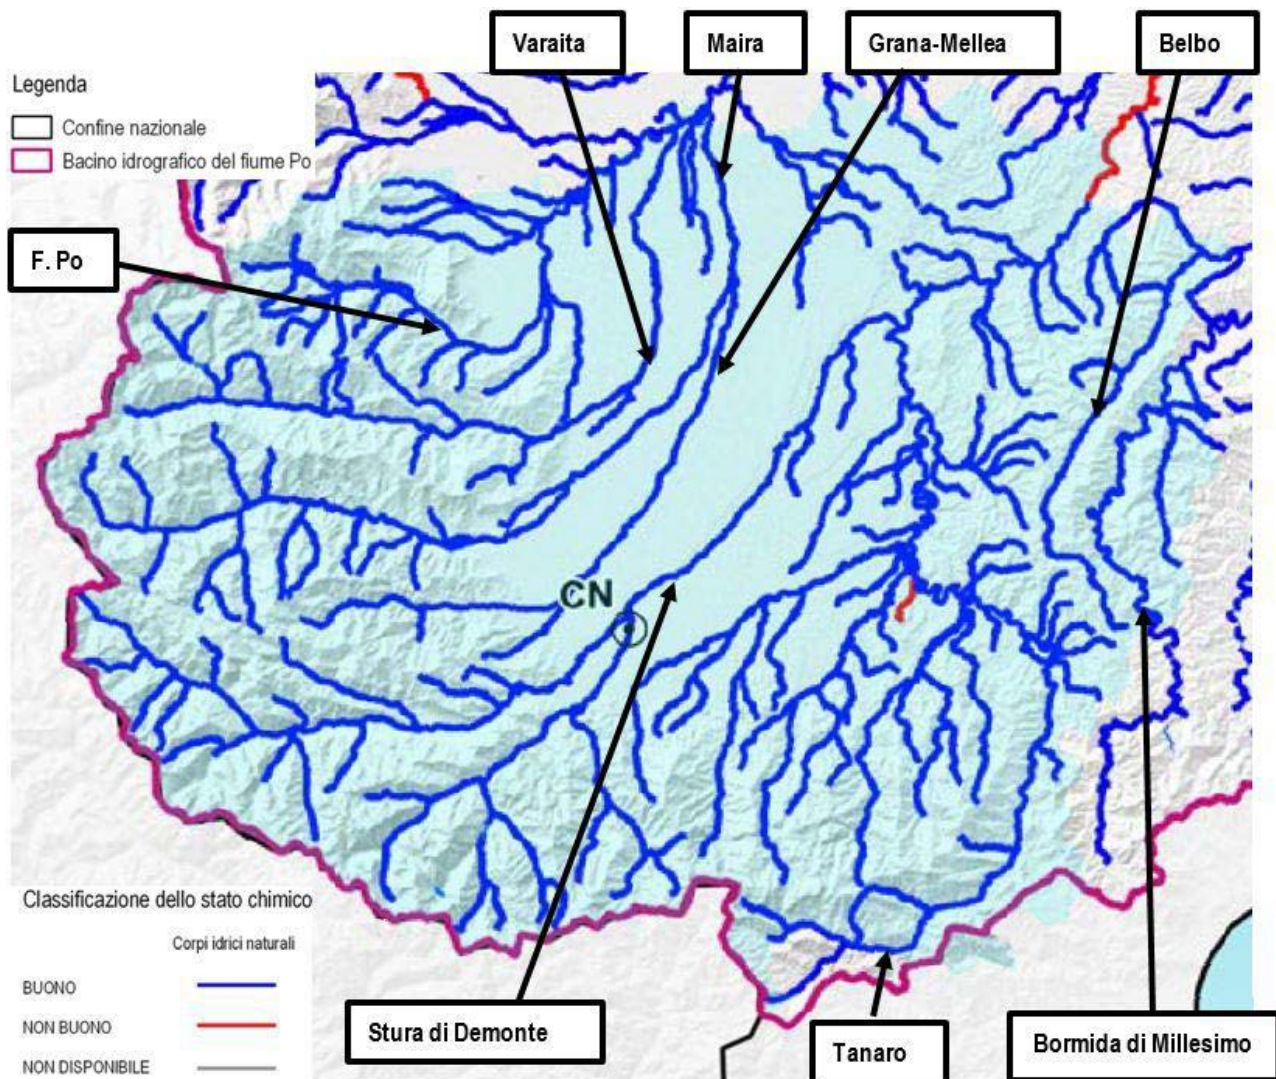 Varaita
Maira
Grana-Mellea
Belbo
Legenda
Confine nazionale
Bacino idrografico del fiume Po
F. Po
CN
Classificazione dello stato chimico
Corpi idrici naturali
BUONO
NON BUONO
NON DISPONIBILE
Stura di Demonte
Tanaro
Bormida di Millesimo